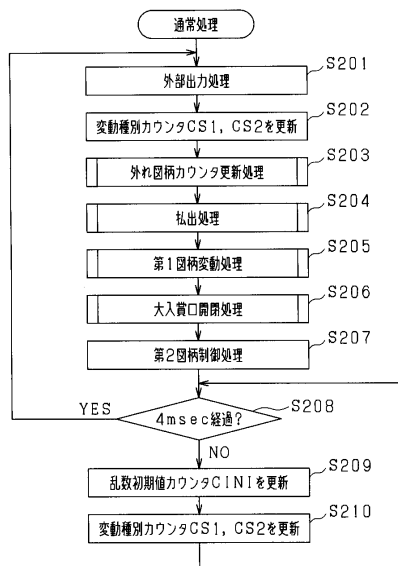 通常処理
S201
外部出力処理
S202
変動種別カウンタCS1,CS2を更新
S203
外れ図柄カウンタ更新処理
S204
払出処理
S205
第1図柄変動処理
S206
大入賞口開閉処理
S207
第2図柄制御処理
S208
YES
4msec経過?
NO
S209
乱数初期値カウンタCINIを更新
S210
変動種別カウンタCS1,CS2を更新